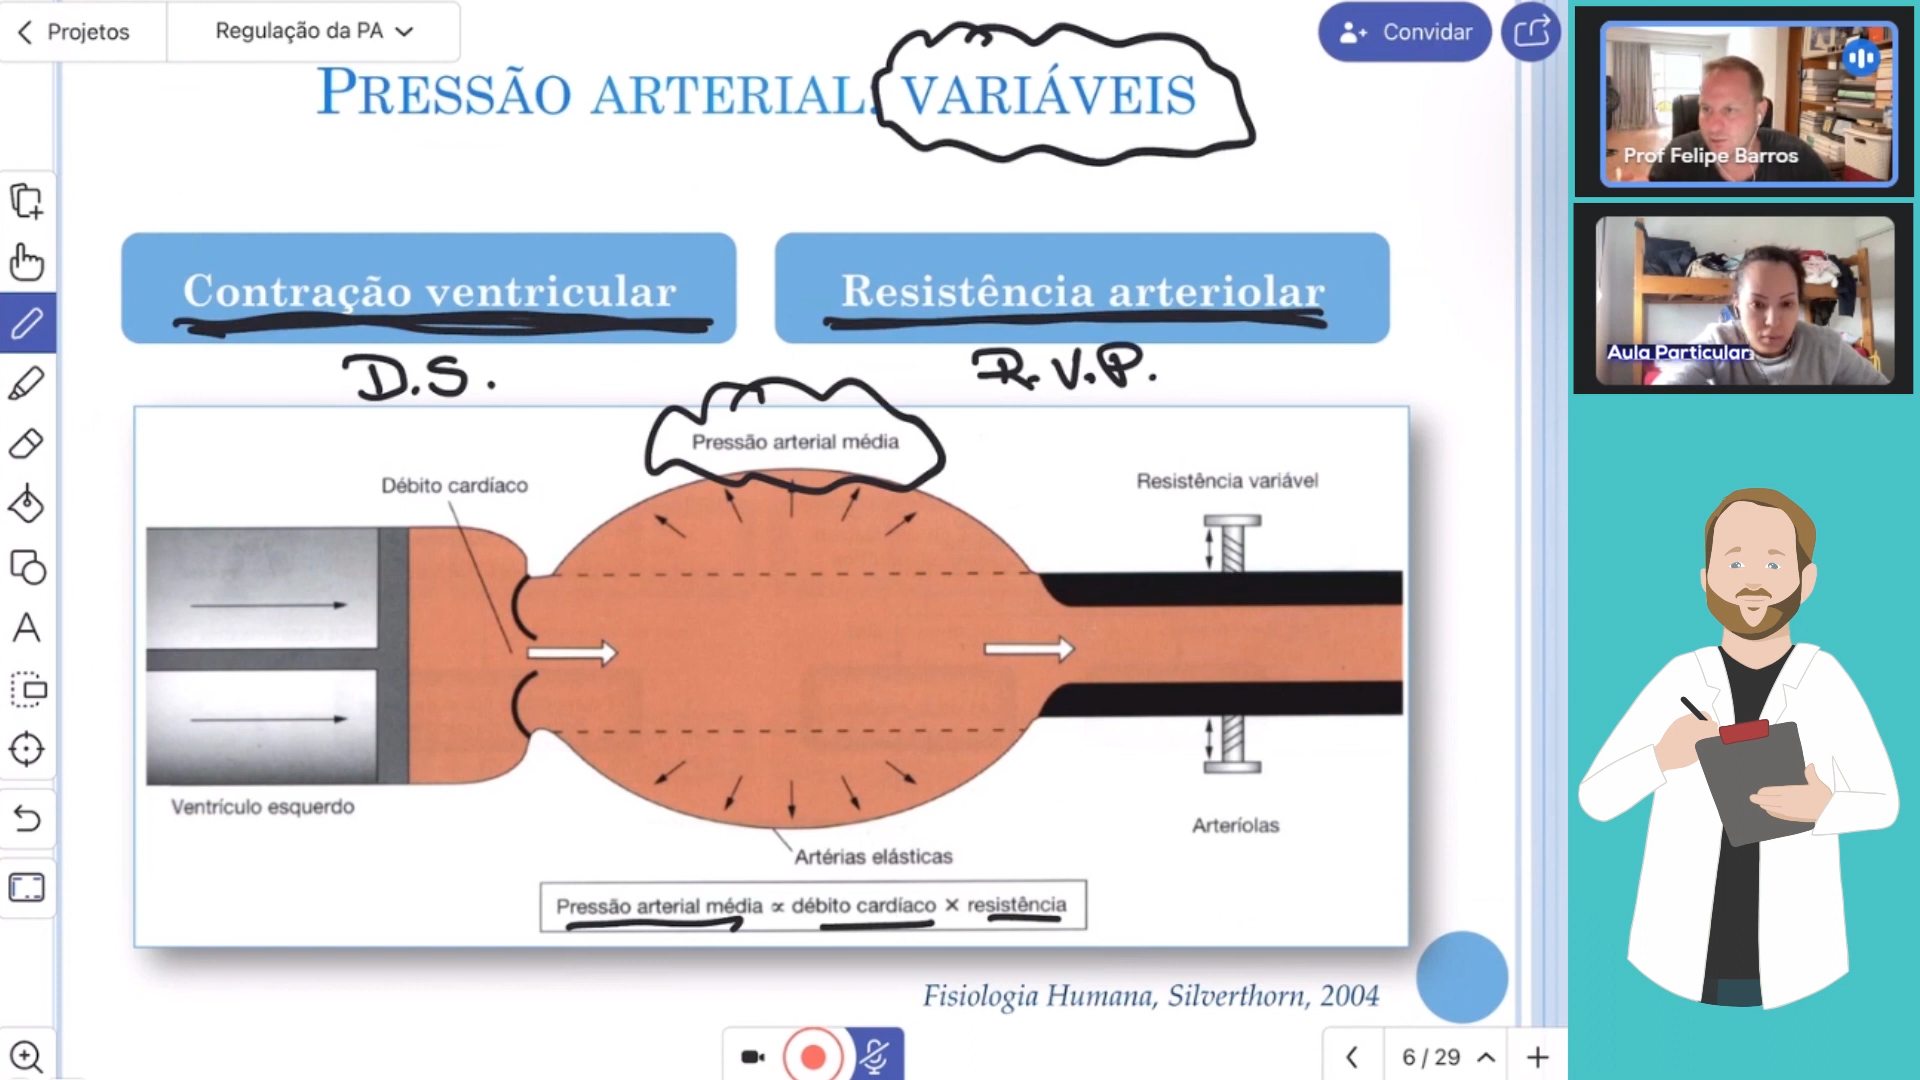 Projetos
Regulação da PA
Convidar
PRESSÃO ARTERIAL: VARIÁVEIS
Contração ventricular
Resistência arteriolar
D.S.
R.V.P.
Pressão arterial média
Débito cardíaco
Resistência variável
Ventrículo esquerdo
Arteríolas
Artérias elásticas
Pressão arterial média ∝ débito cardíaco × resistência
Fisiologia Humana, Silverthorn, 2004
6 / 29
Prof Felipe Barros
Aula Particular